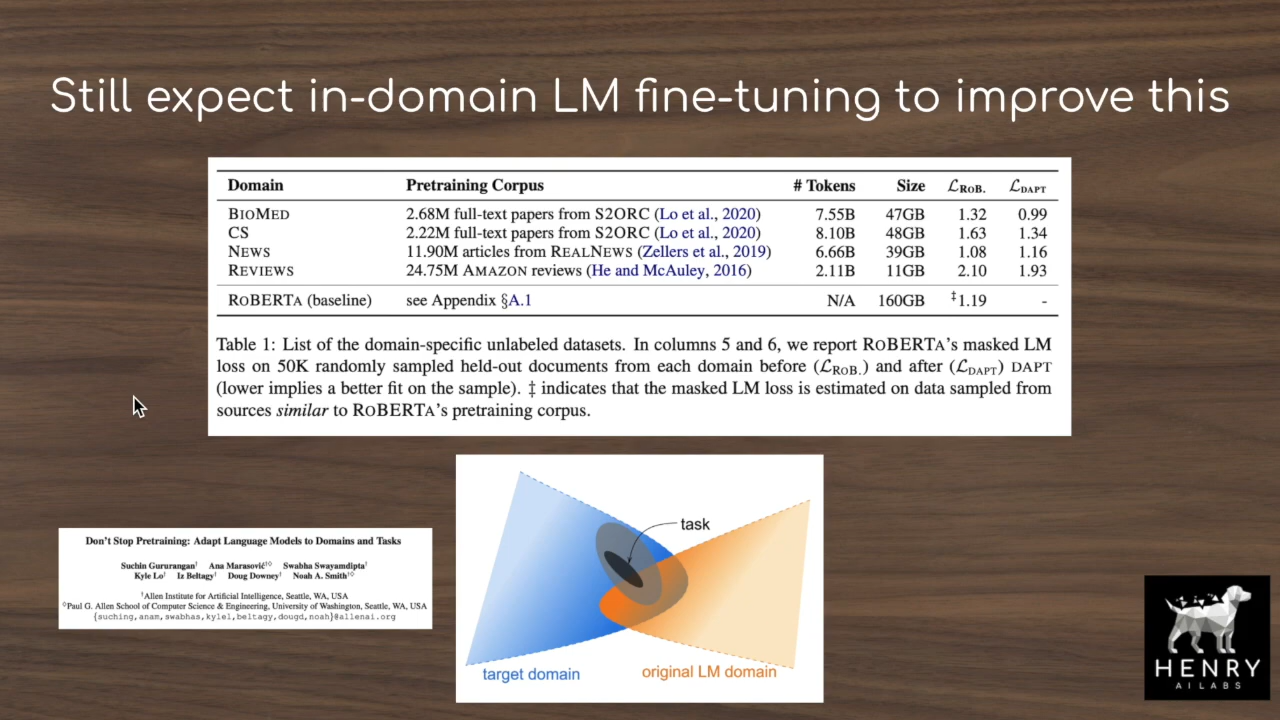 Still expect in-domain LM fine-tuning to improve this
Domain Pretraining Corpus # Tokens Size ℒRoB. ℒDAPT
BioMed 2.68M full-text papers from S2ORC (Lo et al., 2020) 7.55B 47GB 1.32 0.99
CS 2.22M full-text papers from S2ORC (Lo et al., 2020) 8.10B 48GB 1.63 1.34
News 11.90M articles from RealNews (Zellers et al., 2019) 6.66B 39GB 1.08 1.16
Reviews 24.75M Amazon reviews (He and McAuley, 2016) 2.11B 11GB 2.10 1.93
RoBERTa (baseline) see Appendix §A.1 N/A 160GB ‡1.19 -
Table 1: List of the domain-specific unlabeled datasets. In columns 5 and 6, we report RoBERTa's masked LM
loss on 50K randomly sampled held-out documents from each domain before (ℒRoB.) and after (ℒDAPT) DAPT
(lower implies a better fit on the sample). ‡ indicates that the masked LM loss is estimated on data sampled from
sources similar to RoBERTa's pretraining corpus.
task
target domain
original LM domain
Don't Stop Pretraining: Adapt Language Models to Domains and Tasks
Suchin Gururangan† Ana Marasović†◊ Swabha Swayamdipta†
Kyle Lo† Iz Beltagy† Doug Downey† Noah A. Smith†◊
†Allen Institute for Artificial Intelligence, Seattle, WA, USA
◊Paul G. Allen School of Computer Science & Engineering, University of Washington, Seattle, WA, USA
{suching,anam,swabhas,kylel,beltagy,dougd,noah}@allenai.org
HENRY
AI LABS